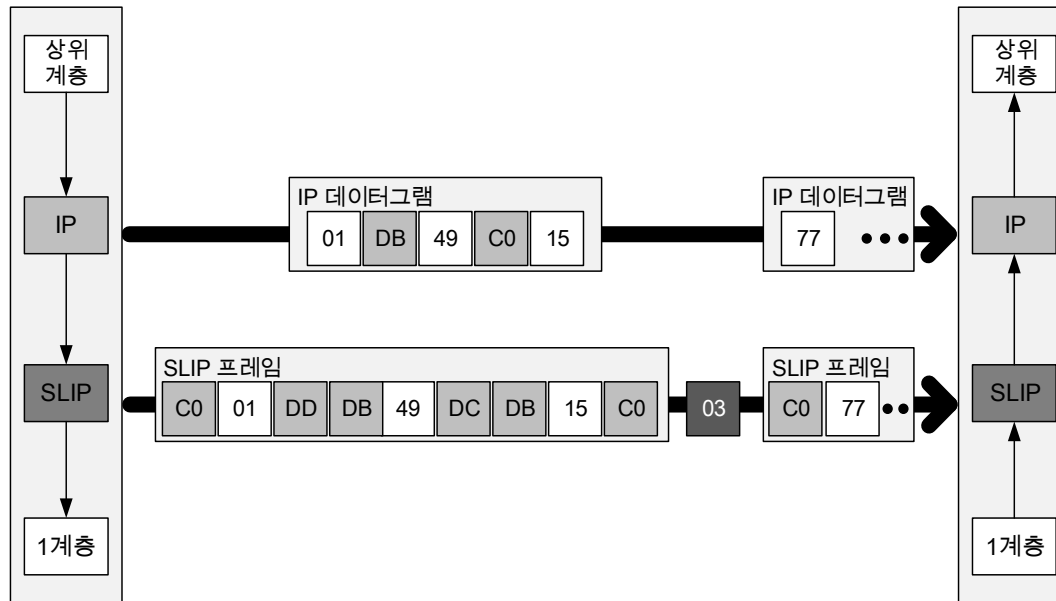 상위
계층
IP
SLIP
1계층
IP 데이터그램
01 DB 49 C0 15
IP 데이터그램
77
SLIP 프레임
C0 01 DD DB 49 DC DB 15 C0
03
SLIP 프레임
C0 77
상위
계층
IP
SLIP
1계층